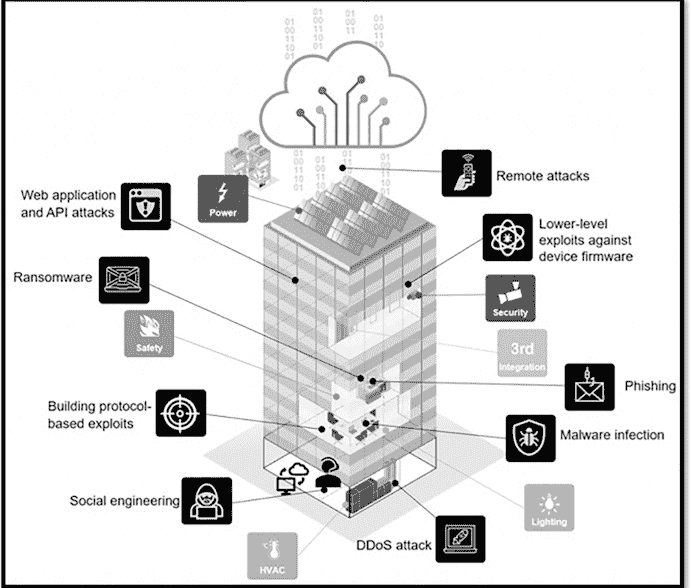 Remote attacks
Web application
and API attacks
Power
Lower-level
exploits against
device firmware
Ransomware
Security
Safety
3rd
Integration
Phishing
Building protocol-
based exploits
Malware infection
Social engineering
Lighting
DDoS attack
HVAC